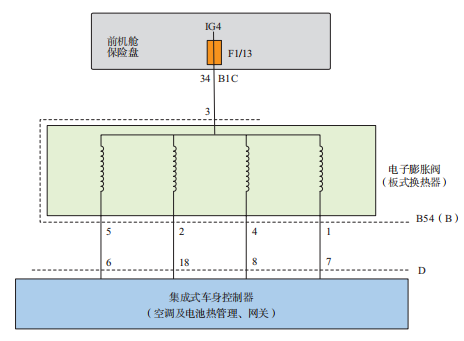 IG4
前机舱
保险盘
F1/13
34 B1C
3
电子膨胀阀
（板式换热器）
B54（B）
5 2 4 1
6 18 8 7
D
集成式车身控制器
（空调及电池热管理、网关）